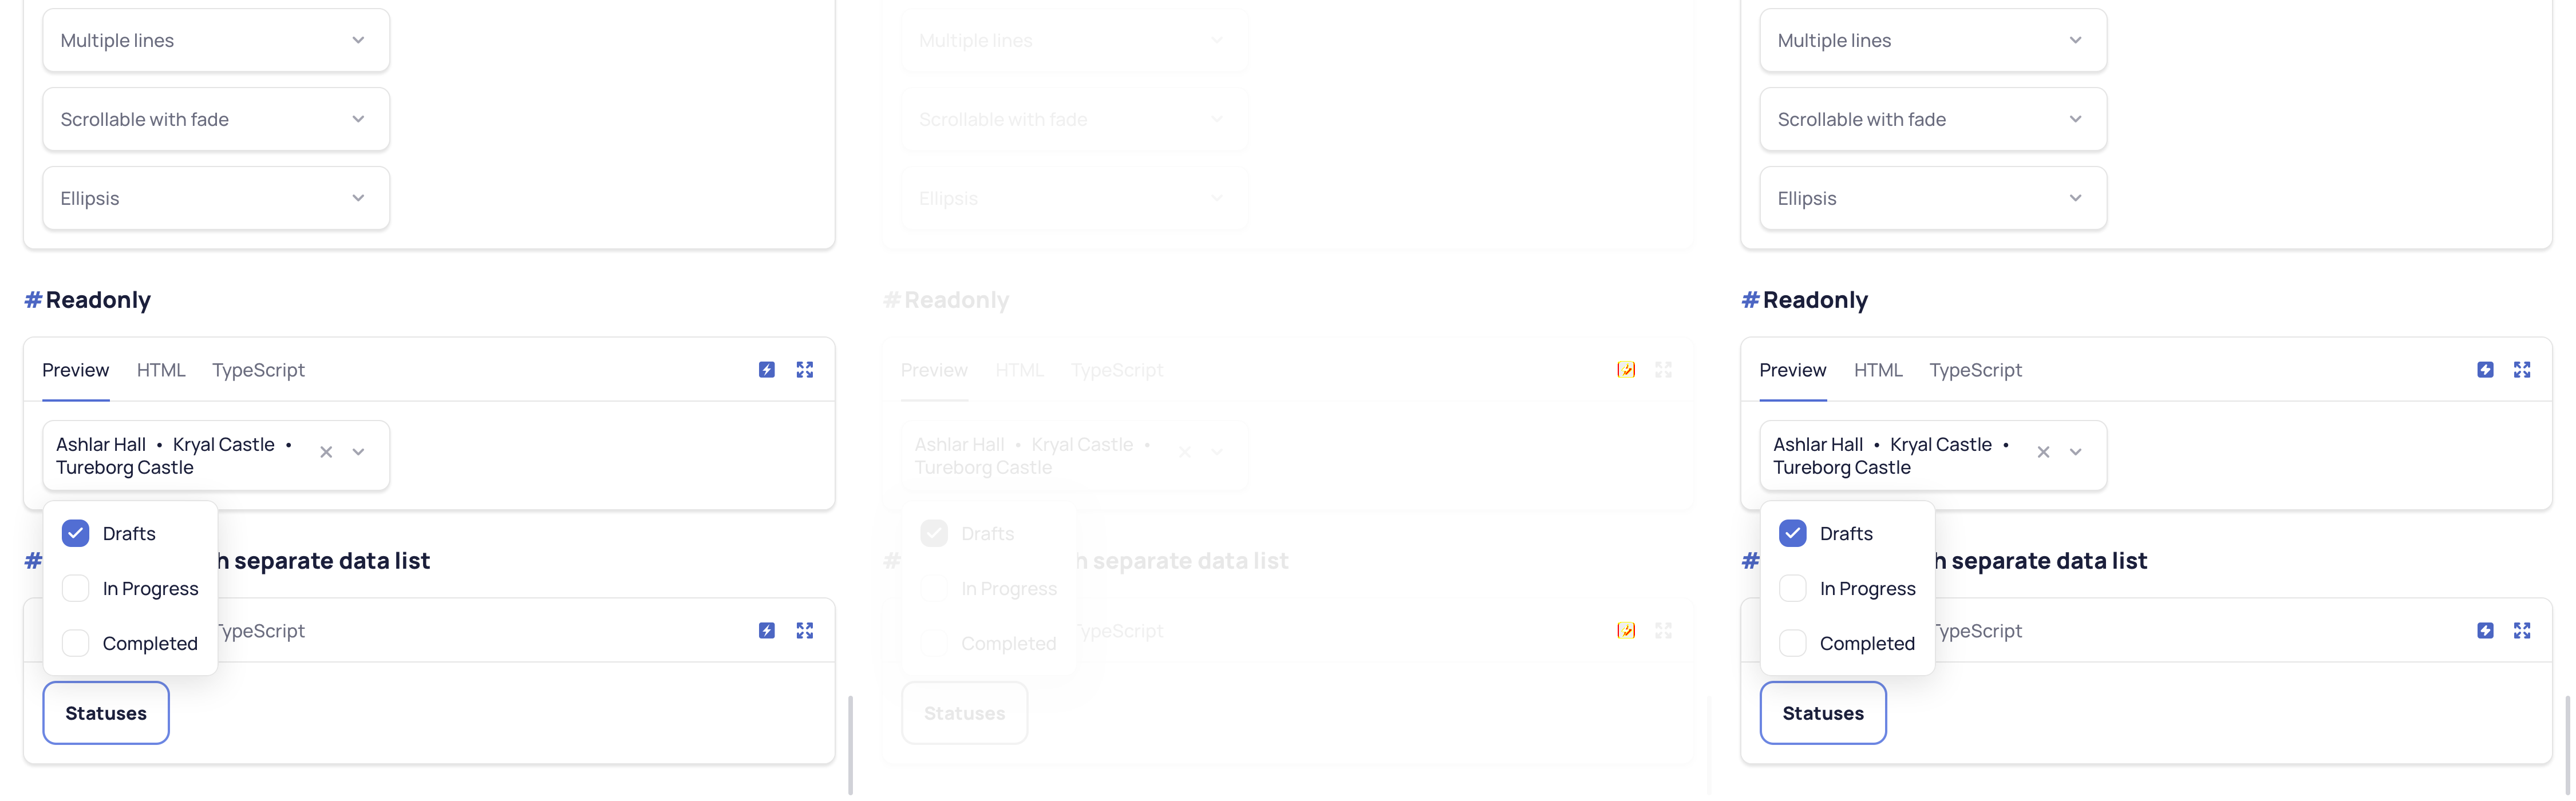 Multiple lines
Scrollable with fade
Ellipsis
#Readonly
Preview HTML TypeScript
Ashlar Hall • Kryal Castle •
Tureborg Castle
Drafts
# h separate data list
In Progress
TypeScript
Completed
Statuses
Multiple lines
Scrollable with fade
Ellipsis
#Readonly
Preview HTML TypeScript
Ashlar Hall • Kryal Castle •
Tureborg Castle
Drafts
# h separate data list
In Progress
TypeScript
Completed
Statuses
Multiple lines
Scrollable with fade
Ellipsis
#Readonly
Preview HTML TypeScript
Ashlar Hall • Kryal Castle •
Tureborg Castle
Drafts
# h separate data list
In Progress
TypeScript
Completed
Statuses